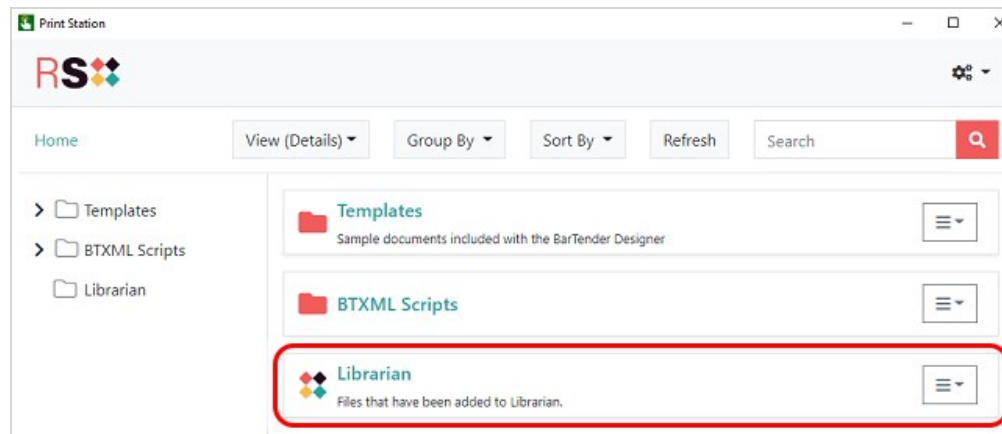 Print Station
RS
Home
View (Details)
Group By
Sort By
Refresh
Search
Templates
BTXML Scripts
Librarian
Templates
Sample documents included with the BarTender Designer
BTXML Scripts
Librarian
Files that have been added to Librarian.